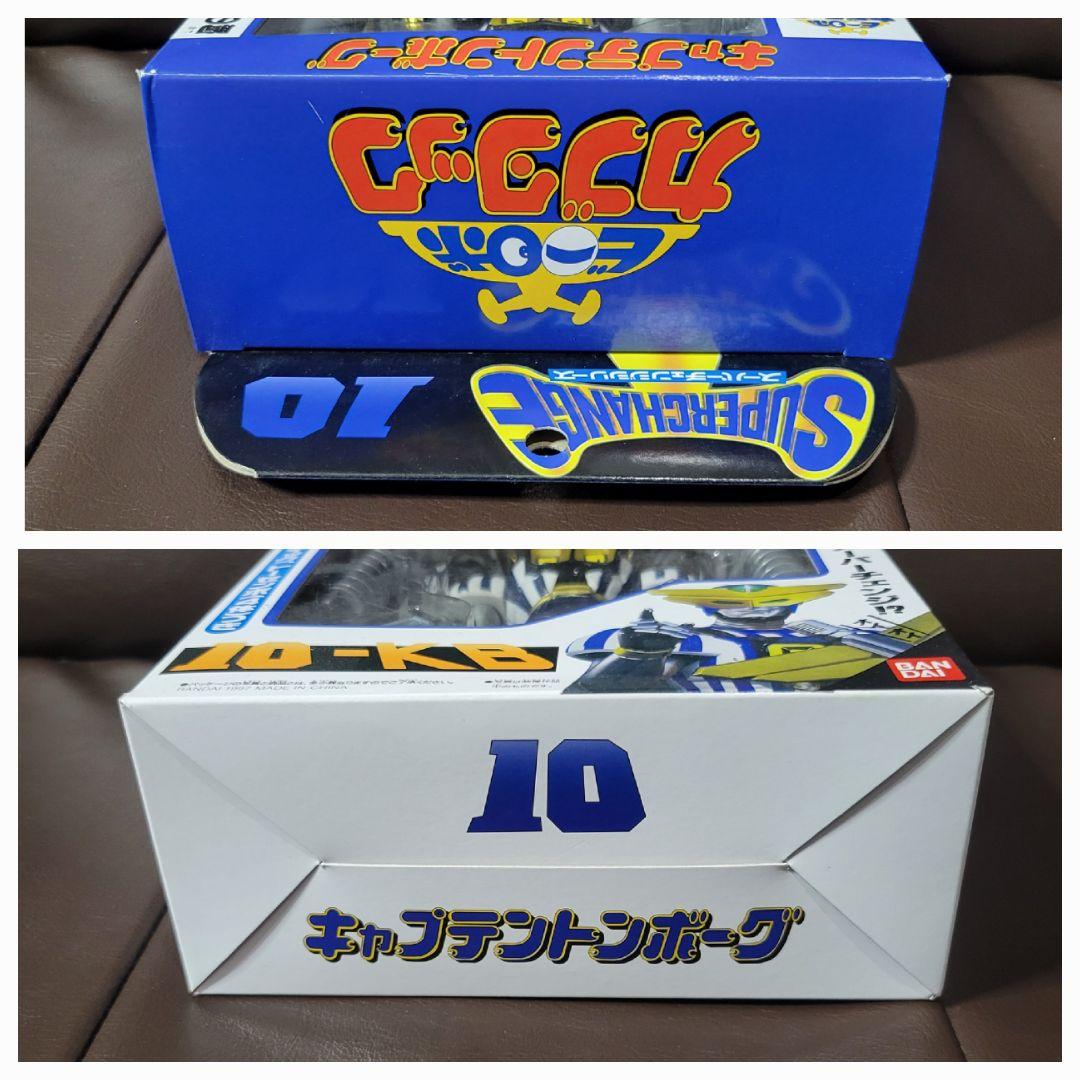 キャプテントンボーグ
カブタック
ビーロボ
10
スーパーチェンジシリーズ
SUPERCHANGE
10-KB
BANDAI 1997 MADE IN CHINA
BAN
DAI
10
キャプテントンボーグ